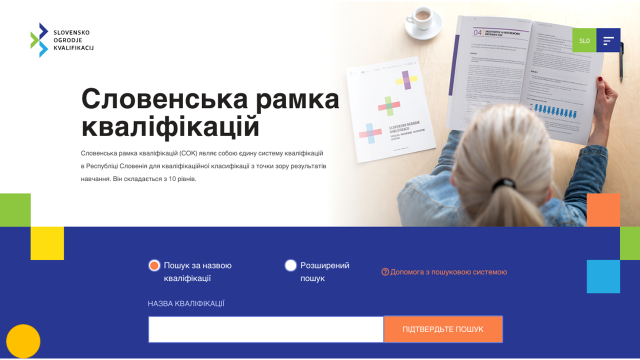 SLOVENSKO
OGRODJE
KVALIFIKACIJ
SLO
04
Словенська рамка
кваліфікацій
Словенська рамка кваліфікацій (СОК) являє собою єдину систему кваліфікацій
в Республіці Словенія для кваліфікаційної класифікації з точки зору результатів
навчання. Він складається з 10 рівнів.
Пошук за назвою
кваліфікації
Розширений
пошук
Допомога з пошуковою системою
НАЗВА КВАЛІФІКАЦІЇ
ПІДТВЕРДЬТЕ ПОШУК